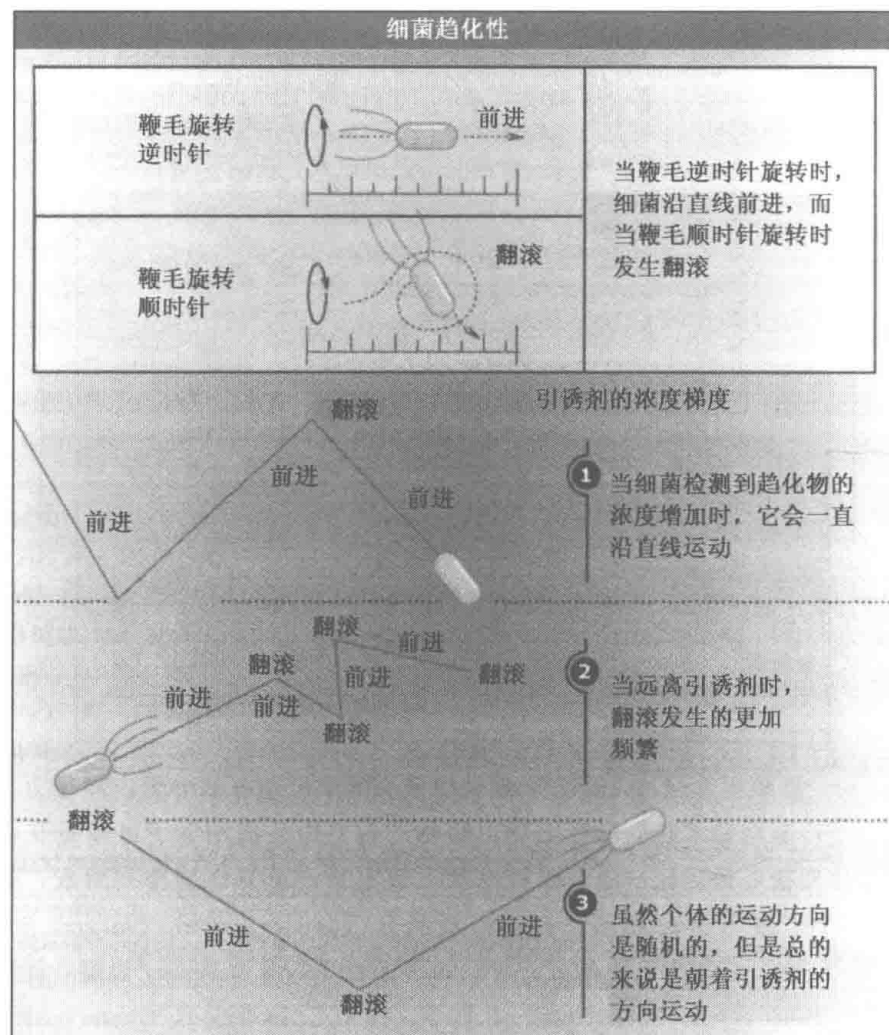 细菌趋化性
鞭毛旋转
逆时针
前进
当鞭毛逆时针旋转时，
细菌沿直线前进，而
当鞭毛顺时针旋转时
发生翻滚
鞭毛旋转
顺时针
翻滚
引诱剂的浓度梯度
翻滚
前进
前进
前进
1
当细菌检测到趋化物的
浓度增加时，它会一直
沿直线运动
翻滚
前进
翻滚
前进
翻滚
前进
前进
翻滚
2
当远离引诱剂时，
翻滚发生的更加
频繁
翻滚
前进
前进
翻滚
3
虽然个体的运动方向
是随机的，但是总的
来说是朝着引诱剂的
方向运动